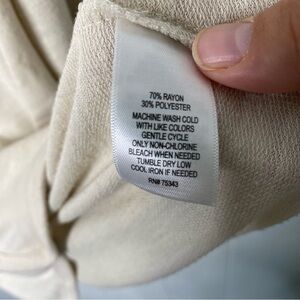 70% RAYON
30% POLYESTER
MACHINE WASH COLD
WITH LIKE COLORS
GENTLE CYCLE
ONLY NON-CHLORINE
BLEACH WHEN NEEDED
TUMBLE DRY LOW
COOL IRON IF NEEDED
RN# 75343